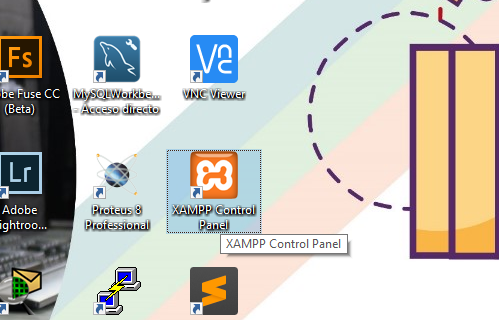 Fs
VC
obe Fuse CC
(Beta)
MySQLWorkbe...
- Acceso directo
VNC Viewer
Lr
Adobe
ightroo...
Proteus 8
Professional
XAMPP Control
Panel
XAMPP Control Panel